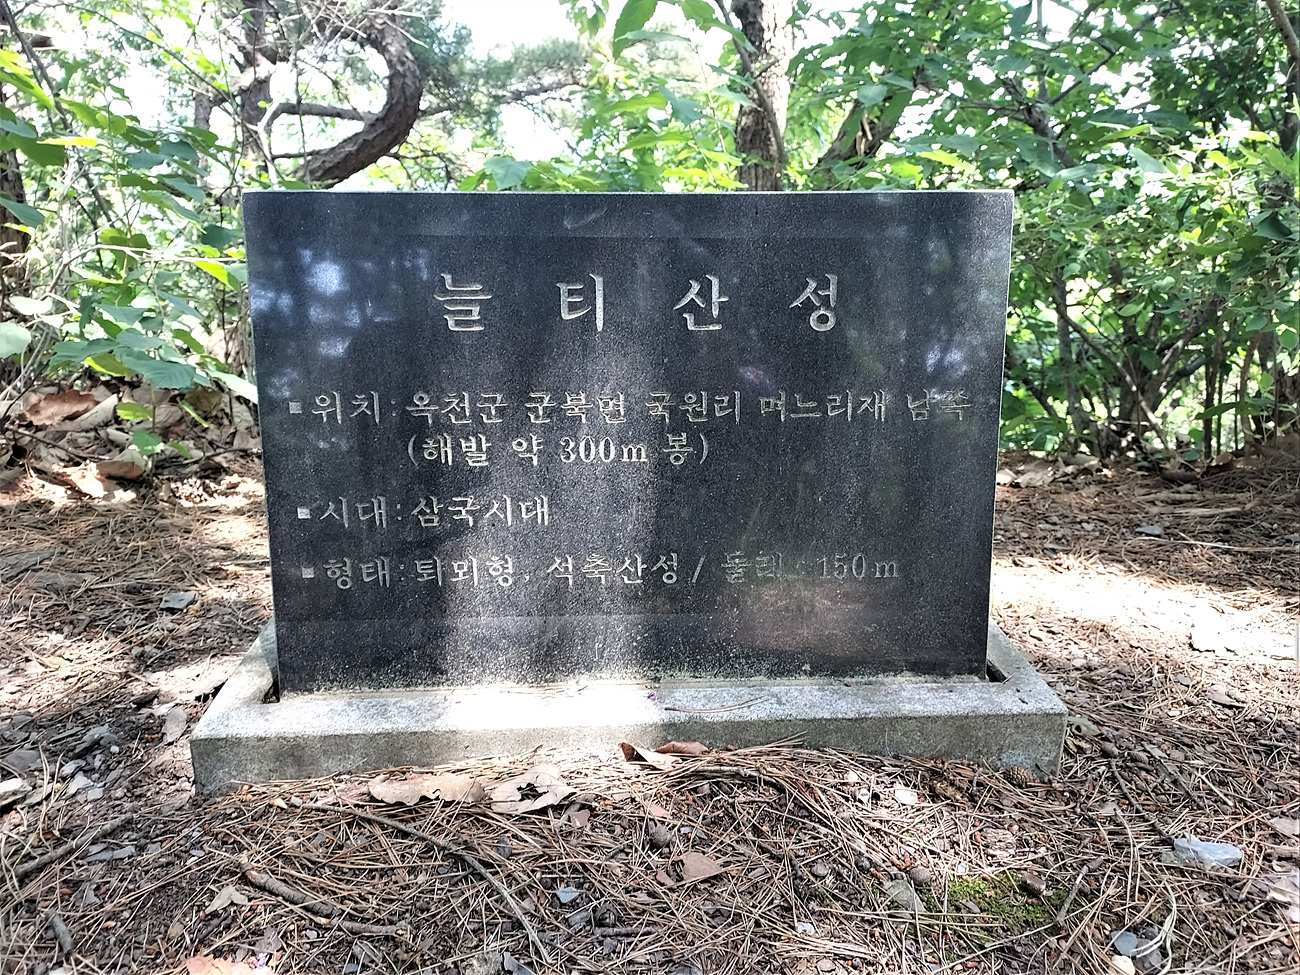 늘티산성
▪위치: 옥천군 군북면 국원리 며느리재 남쪽
(해발 약 300m 봉)
▪시대: 삼국시대
▪형태: 퇴뫼형, 석축산성 / 둘레 : 150m